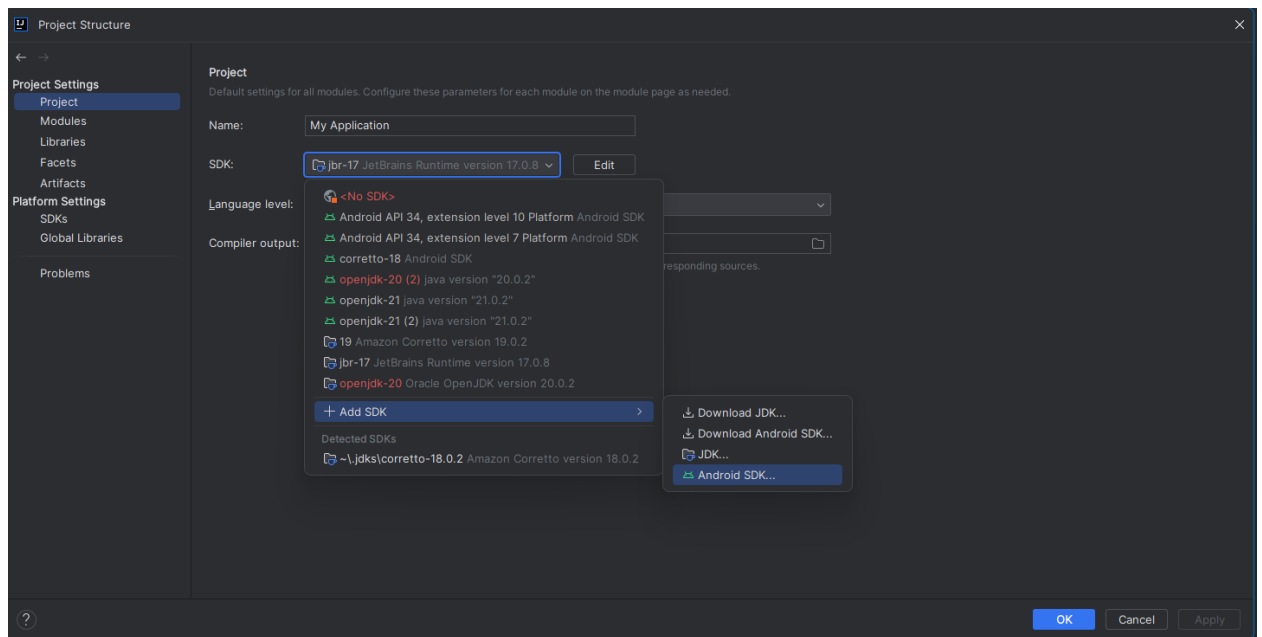 IJ
Project Structure
Project Settings
Project
Modules
Libraries
Facets
Artifacts
Platform Settings
SDKs
Global Libraries
Problems
Project
Default settings for all modules. Configure these parameters for each module on the module page as needed.
Name: My Application
SDK: jbr-17 JetBrains Runtime version 17.0.8 Edit
Language level:
Compiler output:
responding sources.
<No SDK>
Android API 34, extension level 10 Platform Android SDK
Android API 34, extension level 7 Platform Android SDK
corretto-18 Android SDK
openjdk-20 (2) java version "20.0.2"
openjdk-21 java version "21.0.2"
openjdk-21 (2) java version "21.0.2"
19 Amazon Corretto version 19.0.2
jbr-17 JetBrains Runtime version 17.0.8
openjdk-20 Oracle OpenJDK version 20.0.2
+ Add SDK
Detected SDKs
~\.jdks\corretto-18.0.2 Amazon Corretto version 18.0.2
Download JDK...
Download Android SDK...
JDK...
Android SDK...
?
OK Cancel Apply